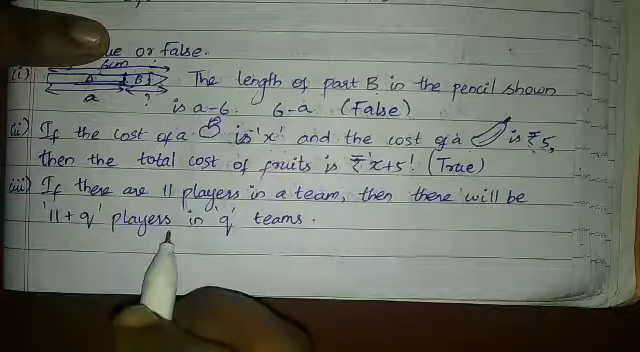 ue or False.
(i) 6cm A B The length of part B in the pencil shown
a ? is a-6. 6-a (False)
(ii) If the cost of a is 'x' and the cost of a is ₹5,
then the total cost of fruits is ₹'x+5'. (True)
(iii) If there are 11 players in a team, then there will be
'11+q' players in 'q' teams.